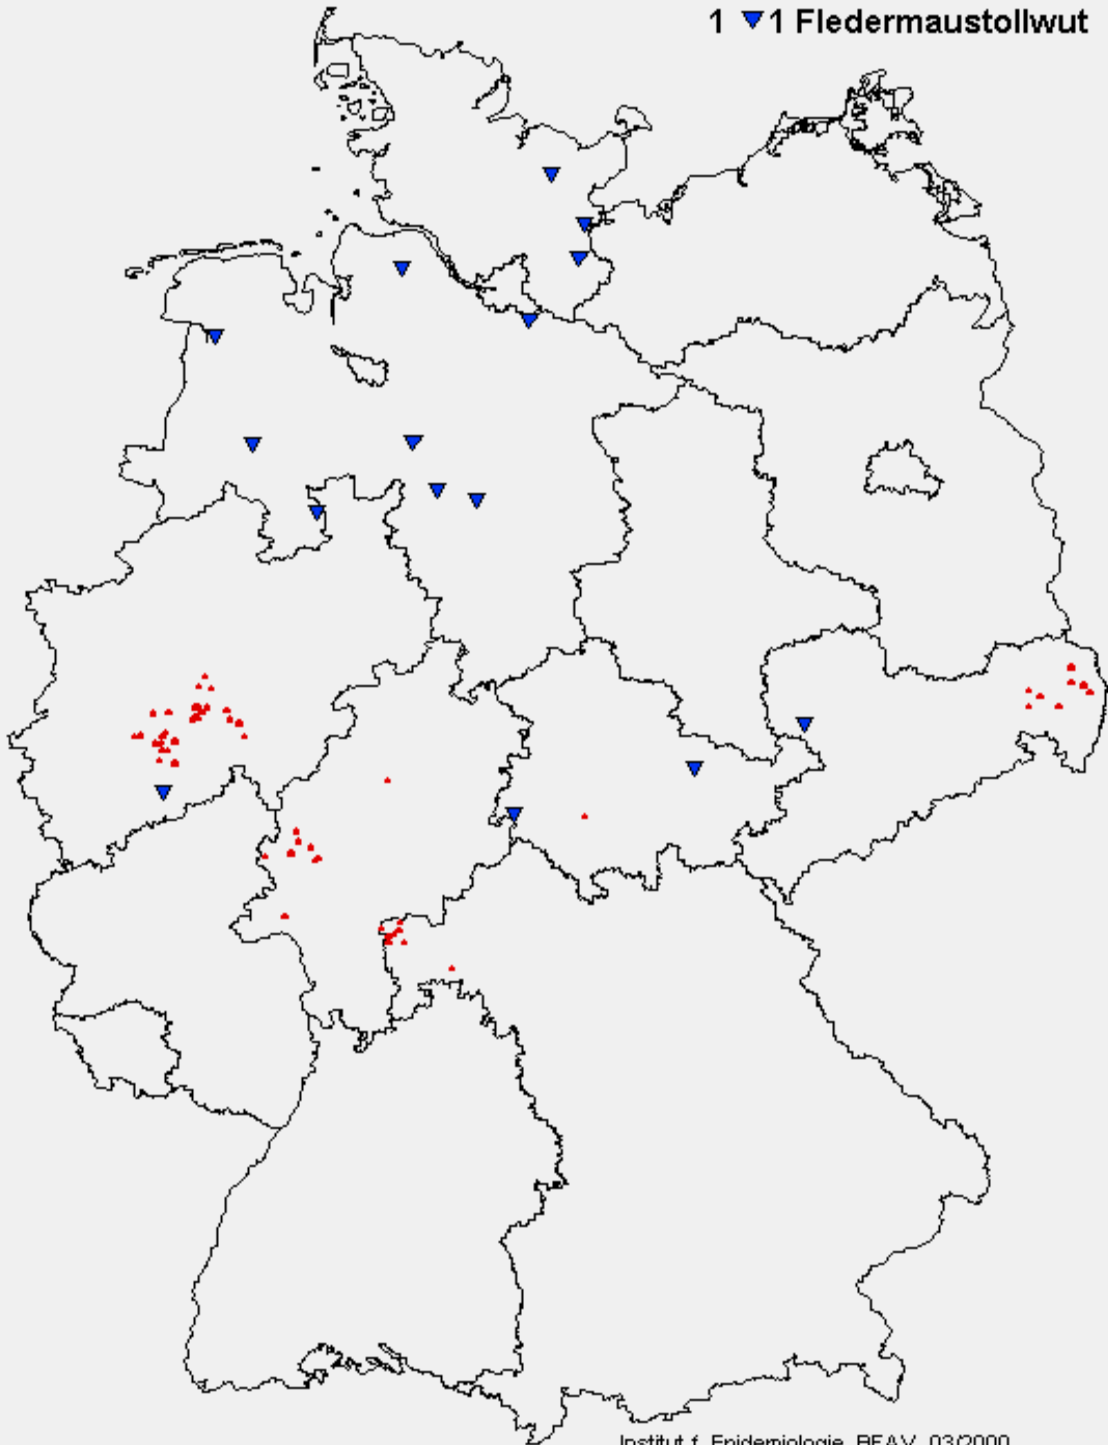 1 ▼ 1 Fledermaustollwut
Institut f. Epidemiologie, BFAV, 03/2000